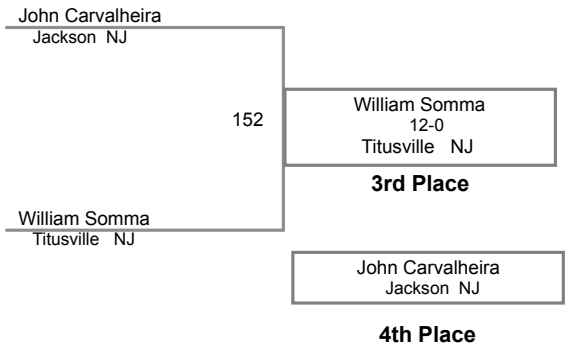 John Carvalheira
Jackson NJ
152
William Somma
12-0
Titusville NJ
3rd Place
William Somma
Titusville NJ
John Carvalheira
Jackson NJ
4th Place